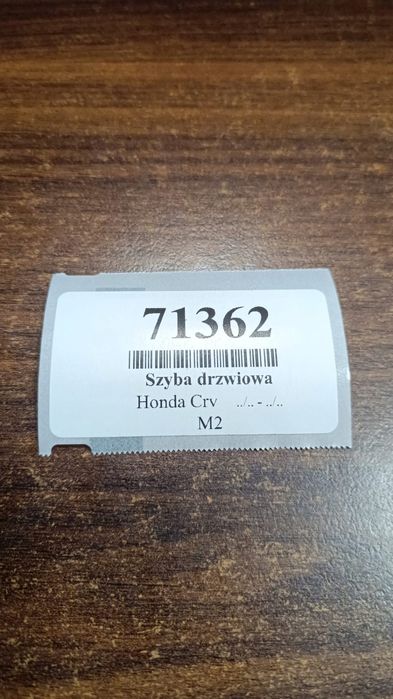 71362
Szyba drzwiowa
Honda Crv ../.. - ../..
M2